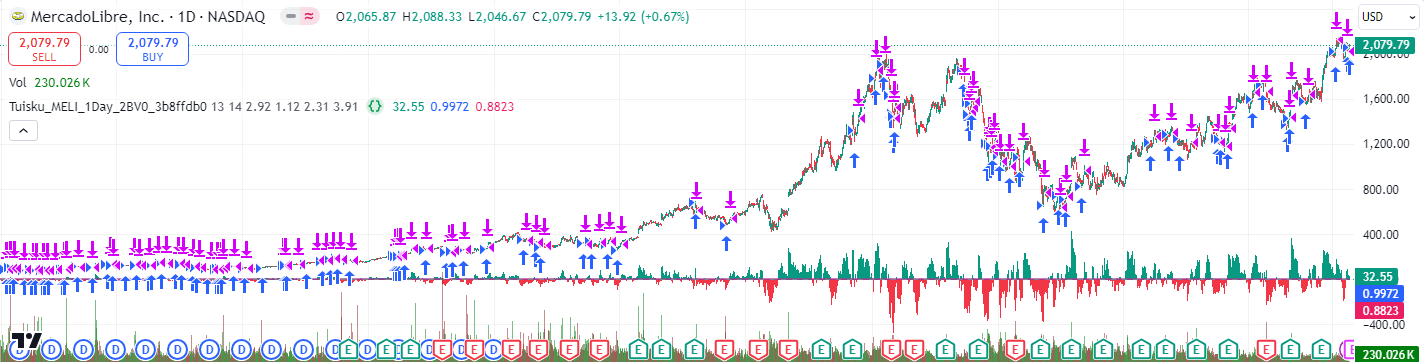 MercadoLibre, Inc. · 1D · NASDAQ O2,065.87 H2,088.33 L2,046.67 C2,079.79 +13.92 (+0.67%) USD
2,079.79 SELL 0.00 2,079.79 BUY 2,079.79
2,000.00
Vol 230.026 K
Tuisku_MELI_1Day_2BV0_3b8ffdb0 13 14 2.92 1.12 2.31 3.91 {} 32.55 0.9972 0.8823
1,600.00
1,200.00
800.00
400.00
32.55
0.9972
0.8823
−400.00
D D D D D D D D D D D D E E D E D E D E D E D E E E E E E E E E E E E E E E E E E E E E E E E E E
230.026 K